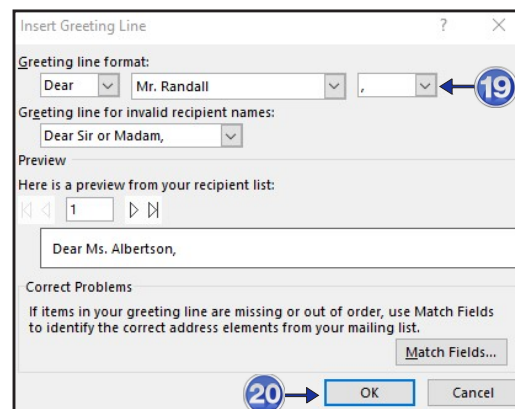 Insert Greeting Line ? ×
Greeting line format:
Dear Mr. Randall , 19
Greeting line for invalid recipient names:
Dear Sir or Madam,
Preview
Here is a preview from your recipient list:
1
Dear Ms. Albertson,
Correct Problems
If items in your greeting line are missing or out of order, use Match Fields
to identify the correct address elements from your mailing list.
Match Fields...
20 OK Cancel